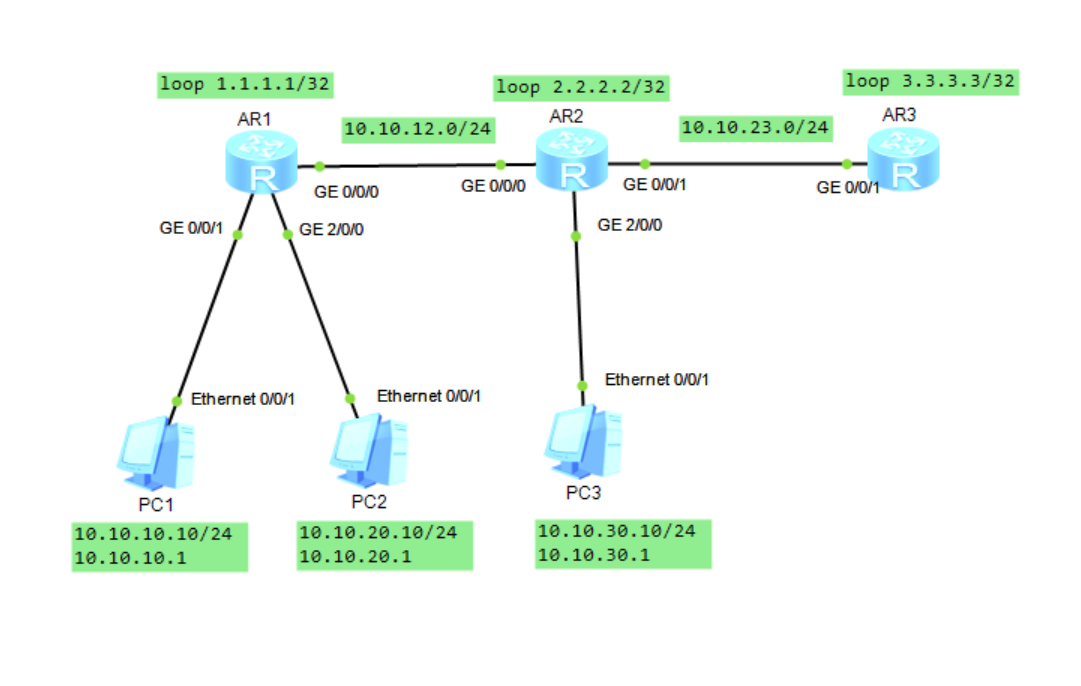 loop 1.1.1.1/32
loop 2.2.2.2/32
loop 3.3.3.3/32
AR1
AR2
AR3
10.10.12.0/24
10.10.23.0/24
R
R
R
GE 0/0/0
GE 0/0/0
GE 0/0/1
GE 0/0/1
GE 0/0/1
GE 2/0/0
GE 2/0/0
Ethernet 0/0/1
Ethernet 0/0/1
Ethernet 0/0/1
PC1
PC2
PC3
10.10.10.10/24
10.10.10.1
10.10.20.10/24
10.10.20.1
10.10.30.10/24
10.10.30.1